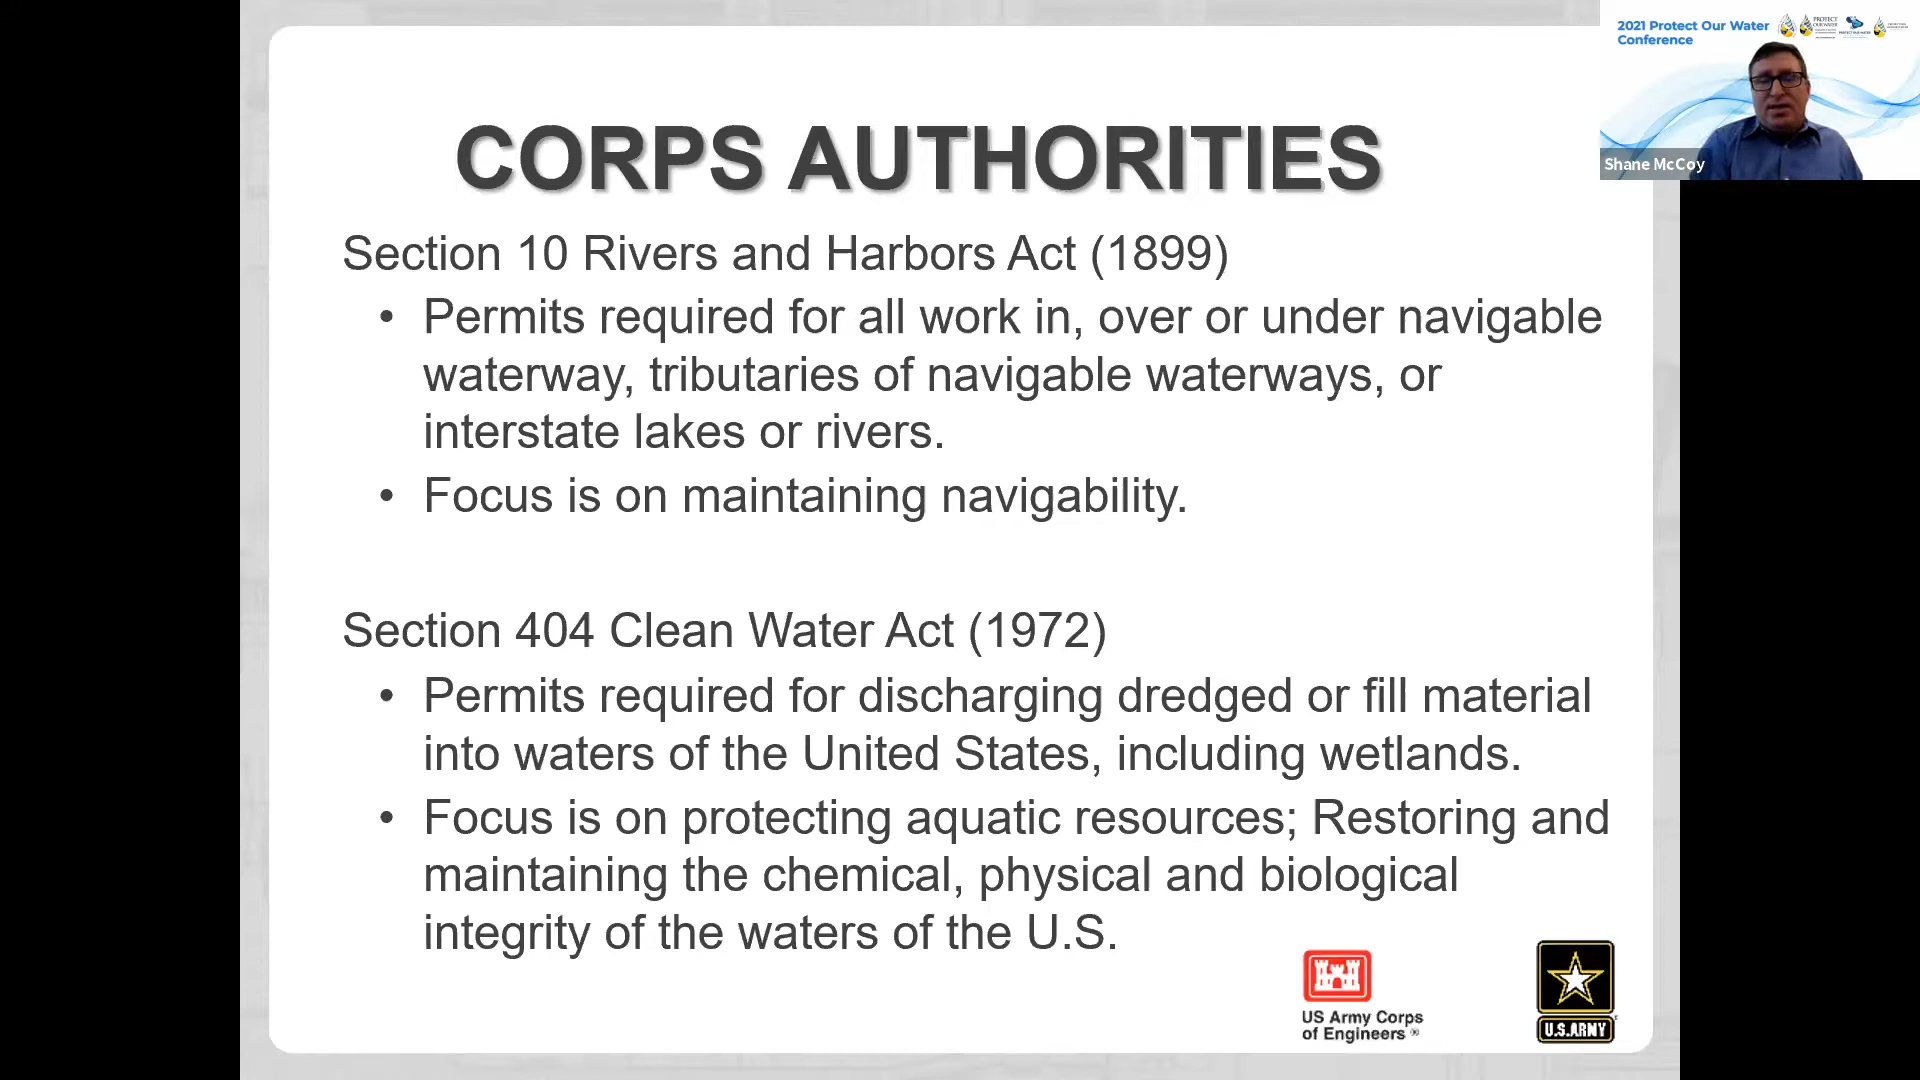 2021 Protect Our Water
Conference
Shane McCoy
CORPS AUTHORITIES
Section 10 Rivers and Harbors Act (1899)
• Permits required for all work in, over or under navigable
waterway, tributaries of navigable waterways, or
interstate lakes or rivers.
• Focus is on maintaining navigability.
Section 404 Clean Water Act (1972)
• Permits required for discharging dredged or fill material
into waters of the United States, including wetlands.
• Focus is on protecting aquatic resources; Restoring and
maintaining the chemical, physical and biological
integrity of the waters of the U.S.
US Army Corps
of Engineers ®
U.S.ARMY